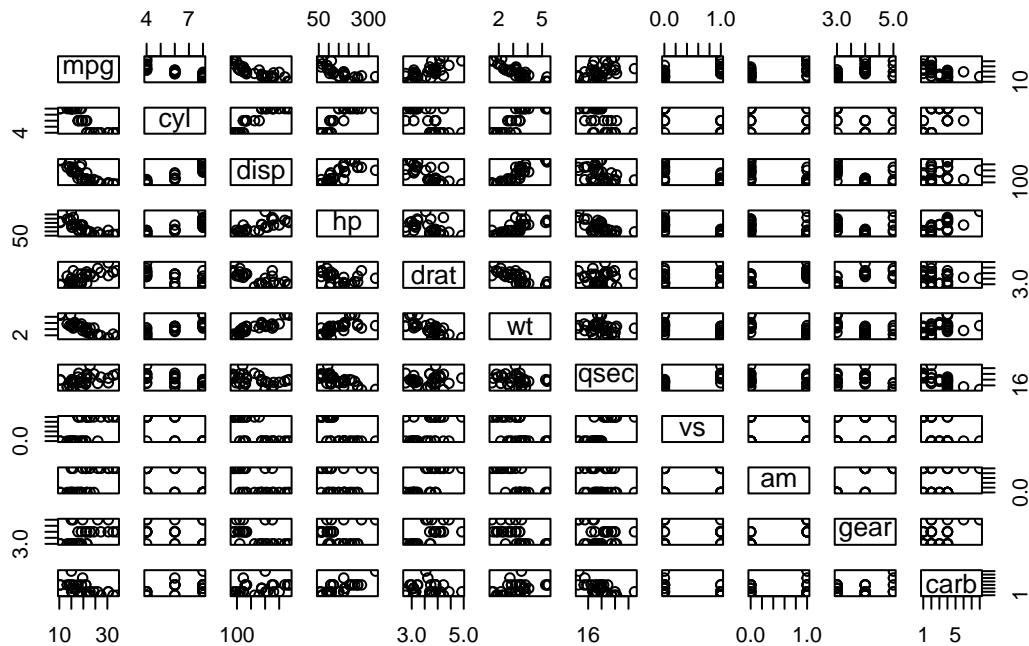 4 7 50 300 2 5 0.0 1.0 3.0 5.0
mpg 10
4 cyl
disp 100
50 hp
drat 3.0
2 wt
qsec 16
0.0 vs
am 0.0
3.0 gear
carb 1
10 30 100 3.0 5.0 16 0.0 1.0 1 5